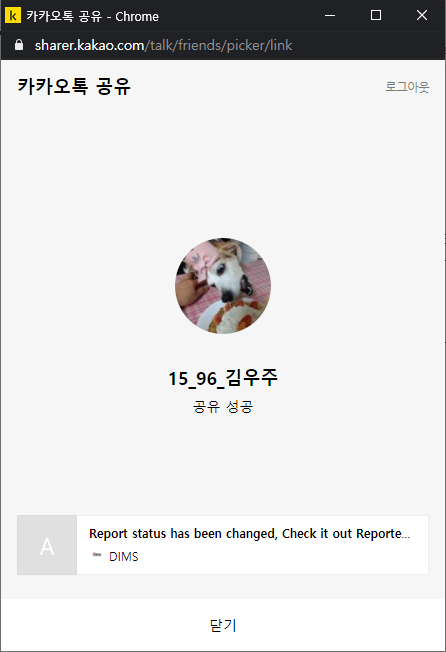 카카오톡 공유 - Chrome
sharer.kakao.com/talk/friends/picker/link
카카오톡 공유
로그아웃
15_96_김우주
공유 성공
A
Report status has been changed, Check it out Reporte...
DIMS
닫기